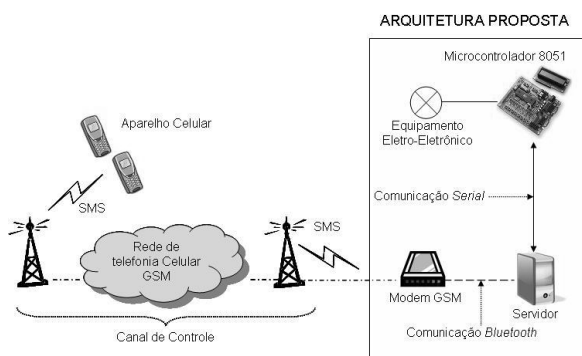 ARQUITETURA PROPOSTA
Microcontrolador 8051
Aparelho Celular
Equipamento
Eletro-Eletrônico
SMS
Comunicação Serial
SMS
Rede de
telefonia Celular
GSM
Modem GSM
Servidor
Canal de Controle
Comunicação Bluetooth